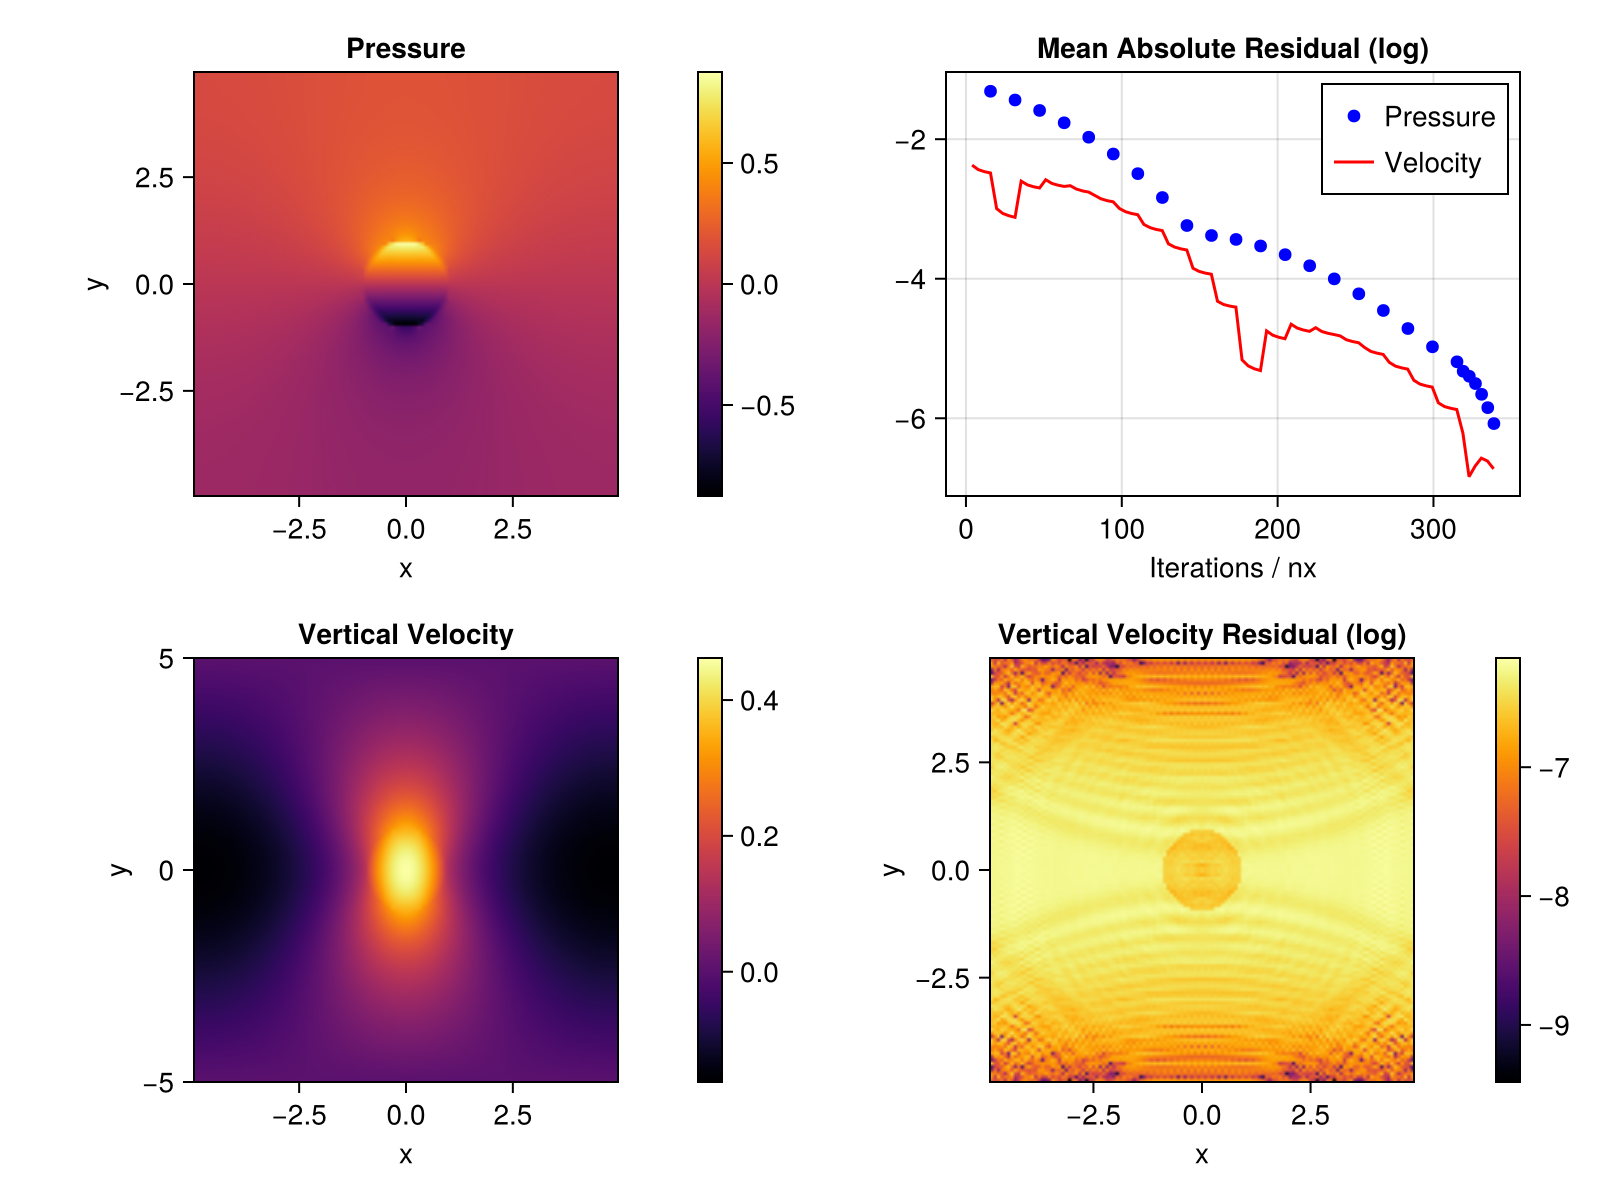 Pressure
2.5
0.0
−2.5
y
−2.5 0.0 2.5
x
0.5
0.0
−0.5
Mean Absolute Residual (log)
−2
−4
−6
0 100 200 300
Iterations / nx
Pressure
Velocity
Vertical Velocity
5
0
−5
y
−2.5 0.0 2.5
x
0.4
0.2
0.0
Vertical Velocity Residual (log)
2.5
0.0
−2.5
y
−2.5 0.0 2.5
x
−7
−8
−9